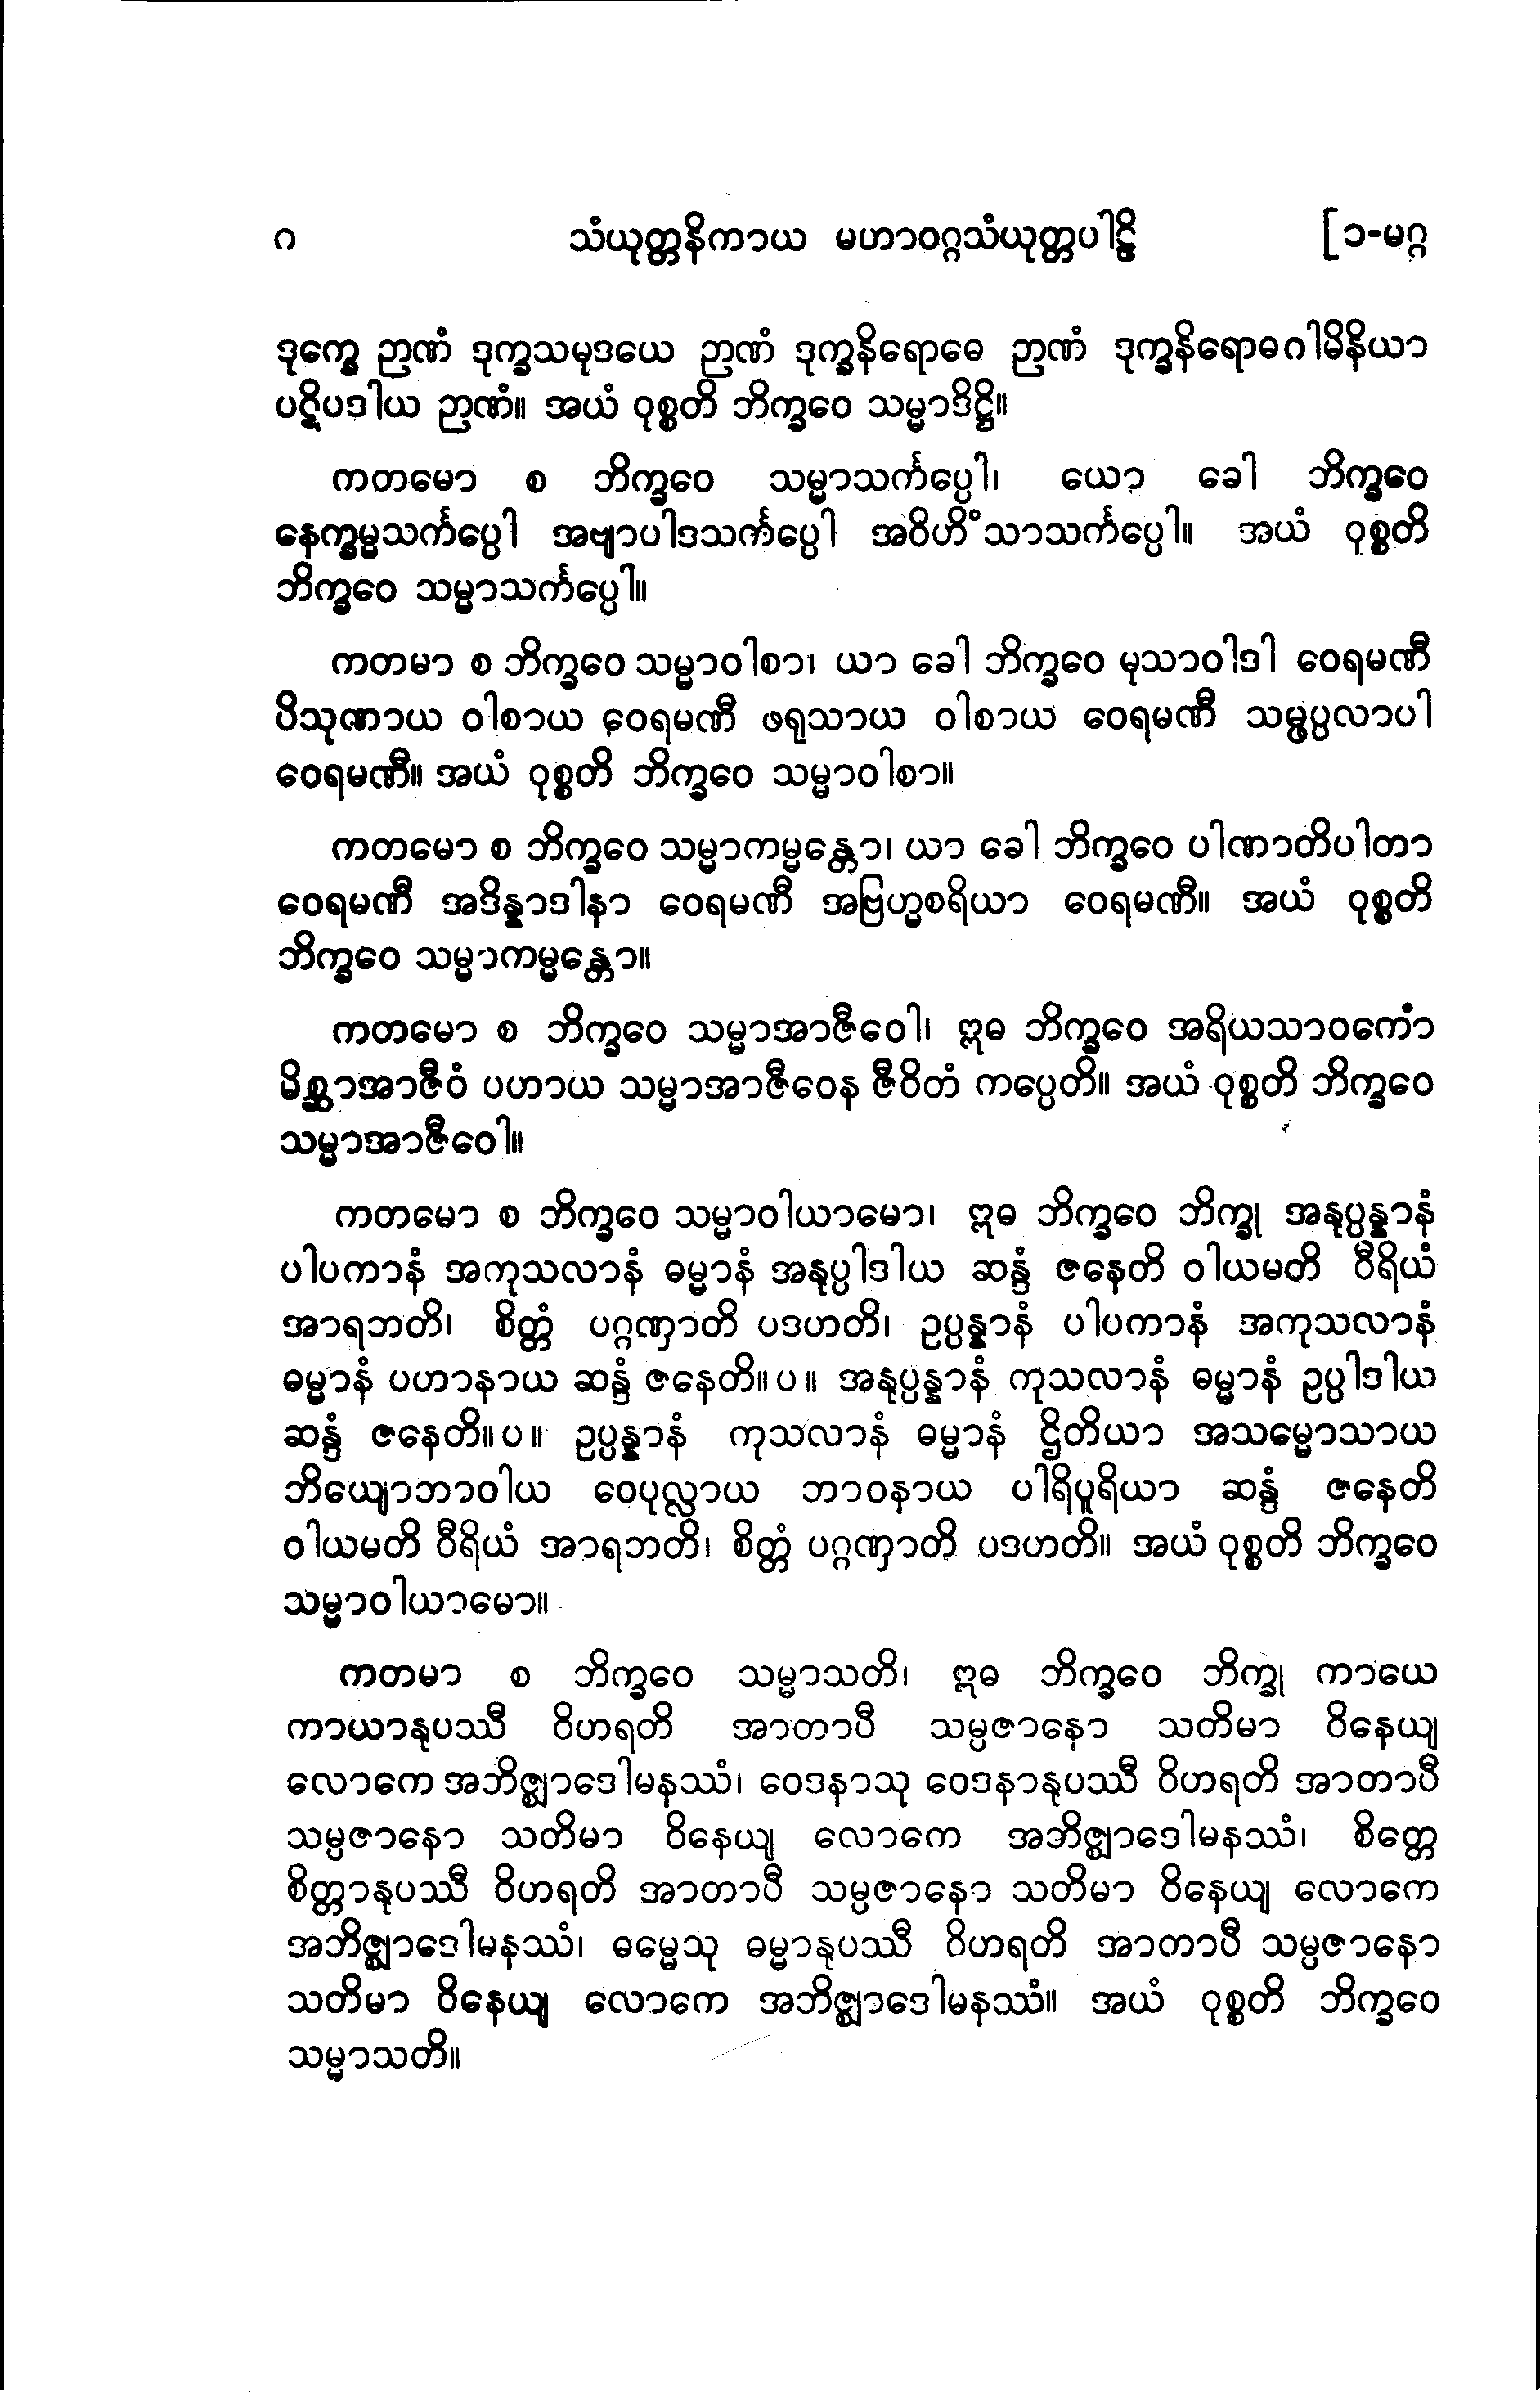 ဂ သံယုတ္တနိကာယ မဟာဝဂ္ဂသံယုတ္တပါဠိ [၁-မဂ္ဂ
ဒုက္ခေ ဉာဏံ ဒုက္ခသမုဒယေ ဉာဏံ ဒုက္ခနိရောဓေ ဉာဏံ ဒုက္ခနိရောဓဂါမိနိယာ
ပဋိပဒါယ ဉာဏံ။ အယံ ဝုစ္စတိ ဘိက္ခဝေ သမ္မာဒိဋ္ဌိ။
ကတမော စ ဘိက္ခဝေ သမ္မာသင်္ကပ္ပေါ၊ ယော ခေါ ဘိက္ခဝေ
နေက္ခမ္မသင်္ကပ္ပေါ အဗျာပါဒသင်္ကပ္ပေါ အဝိဟိံသာသင်္ကပ္ပေါ။ အယံ ဝုစ္စတိ
ဘိက္ခဝေ သမ္မာသင်္ကပ္ပေါ။
ကတမာ စ ဘိက္ခဝေ သမ္မာဝါစာ၊ ယာ ခေါ ဘိက္ခဝေ မုသာဝါဒါ ဝေရမဏီ
ပိသုဏာယ ဝါစာယ ဝေရမဏီ ဖရုသာယ ဝါစာယ ဝေရမဏီ သမ္ဖပ္ပလာပါ
ဝေရမဏီ။ အယံ ဝုစ္စတိ ဘိက္ခဝေ သမ္မာဝါစာ။
ကတမော စ ဘိက္ခဝေ သမ္မာကမ္မန္တော၊ ယာ ခေါ ဘိက္ခဝေ ပါဏာတိပါတာ
ဝေရမဏီ အဒိန္နာဒါနာ ဝေရမဏီ အဗြဟ္မစရိယာ ဝေရမဏီ။ အယံ ဝုစ္စတိ
ဘိက္ခဝေ သမ္မာကမ္မန္တော။
ကတမော စ ဘိက္ခဝေ သမ္မာအာဇီဝေါ၊ ဣဓ ဘိက္ခဝေ အရိယသာဝကော
မိစ္ဆာအာဇီဝံ ပဟာယ သမ္မာအာဇီဝေန ဇီဝိတံ ကပ္ပေတိ။ အယံ ဝုစ္စတိ ဘိက္ခဝေ
သမ္မာအာဇီဝေါ။
ကတမော စ ဘိက္ခဝေ သမ္မာဝါယာမော၊ ဣဓ ဘိက္ခဝေ ဘိက္ခု အနုပ္ပန္နာနံ
ပါပကာနံ အကုသလာနံ ဓမ္မာနံ အနုပ္ပါဒါယ ဆန္ဒံ ဇနေတိ ဝါယမတိ ဝီရိယံ
အာရဘတိ၊ စိတ္တံ ပဂ္ဂဏှာတိ ပဒဟတိ၊ ဥပ္ပန္နာနံ ပါပကာနံ အကုသလာနံ
ဓမ္မာနံ ပဟာနာယ ဆန္ဒံ ဇနေတိ။ပ။ အနုပ္ပန္နာနံ ကုသလာနံ ဓမ္မာနံ ဥပ္ပါဒါယ
ဆန္ဒံ ဇနေတိ။ပ။ ဥပ္ပန္နာနံ ကုသလာနံ ဓမ္မာနံ ဌိတိယာ အသမ္မောသာယ
ဘိယျောဘာဝါယ ဝေပုလ္လာယ ဘာဝနာယ ပါရိပူရိယာ ဆန္ဒံ ဇနေတိ
ဝါယမတိ ဝီရိယံ အာရဘတိ၊ စိတ္တံ ပဂ္ဂဏှာတိ ပဒဟတိ။ အယံ ဝုစ္စတိ ဘိက္ခဝေ
သမ္မာဝါယာမော။
ကတမာ စ ဘိက္ခဝေ သမ္မာသတိ၊ ဣဓ ဘိက္ခဝေ ဘိက္ခု ကာယေ
ကာယာနုပဿီ ဝိဟရတိ အာတာပီ သမ္ပဇာနော သတိမာ ဝိနေယျ
လောကေ အဘိဇ္ဈာဒေါမနဿံ၊ ဝေဒနာသု ဝေဒနာနုပဿီ ဝိဟရတိ အာတာပီ
သမ္ပဇာနော သတိမာ ဝိနေယျ လောကေ အဘိဇ္ဈာဒေါမနဿံ၊ စိတ္တေ
စိတ္တာနုပဿီ ဝိဟရတိ အာတာပီ သမ္ပဇာနော သတိမာ ဝိနေယျ လောကေ
အဘိဇ္ဈာဒေါမနဿံ၊ ဓမ္မေသု ဓမ္မာနုပဿီ ဝိဟရတိ အာတာပီ သမ္ပဇာနော
သတိမာ ဝိနေယျ လောကေ အဘိဇ္ဈာဒေါမနဿံ။ အယံ ဝုစ္စတိ ဘိက္ခဝေ
သမ္မာသတိ။